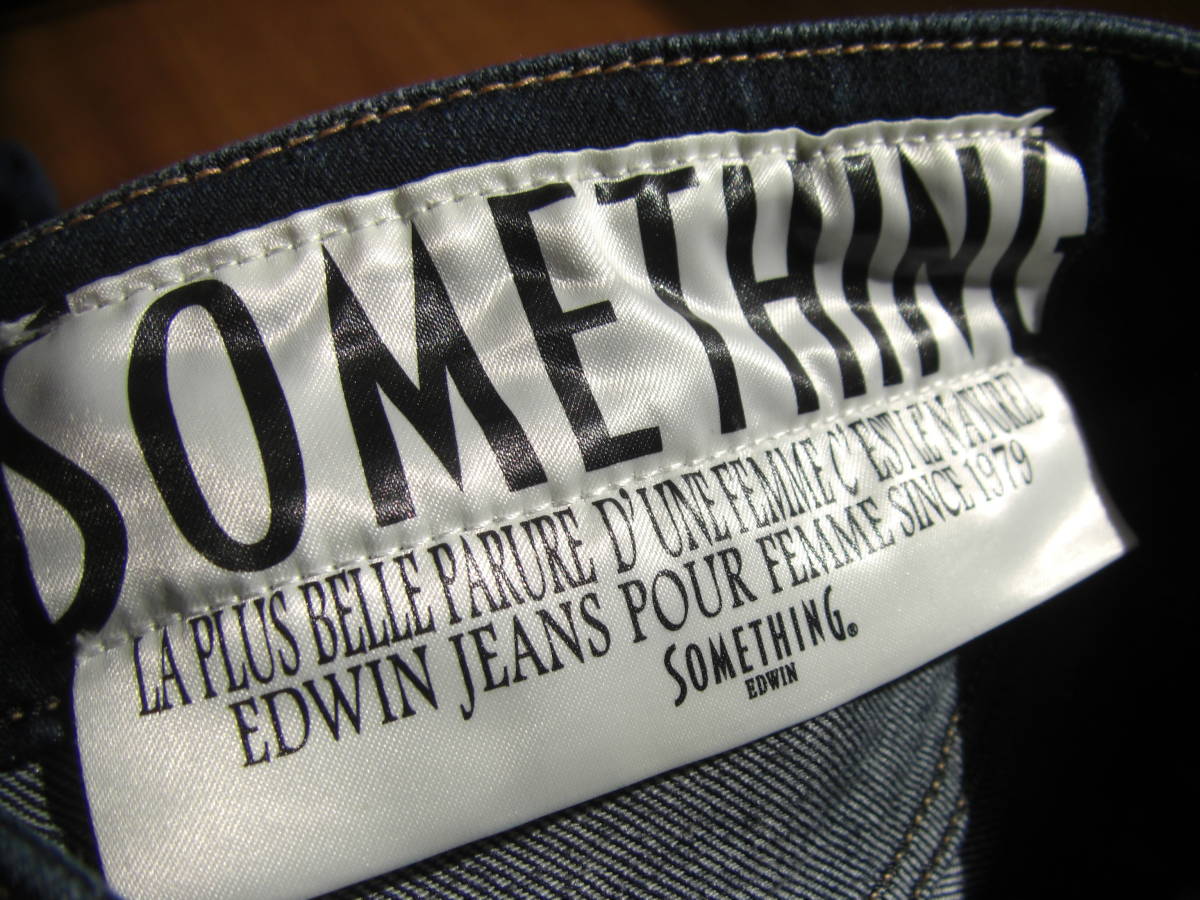 SOMETHING
LA PLUS BELLE PARURE D'UNE FEMME C'EST LE NATUREL
EDWIN JEANS POUR FEMME SINCE 1979
SOMETHING®
EDWIN